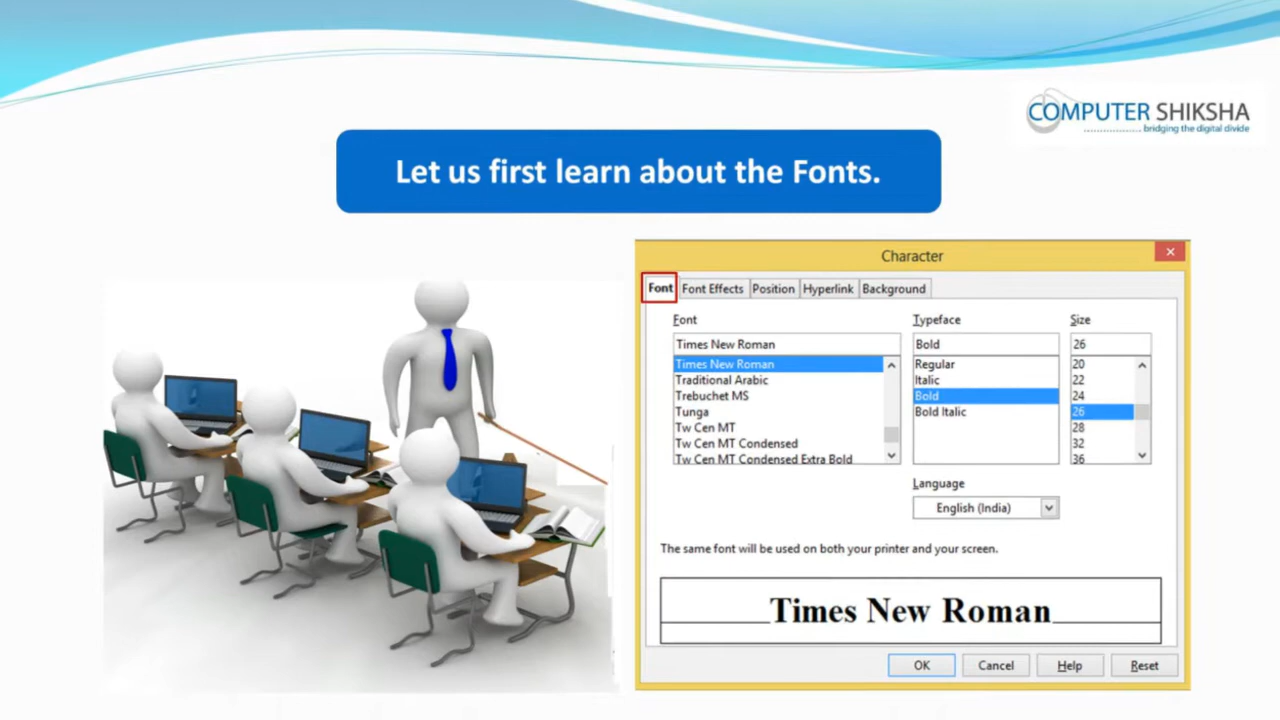 COMPUTER SHIKSHA
bridging the digital divide
Let us first learn about the Fonts.
Character
Font Font Effects Position Hyperlink Background
Font Typeface Size
Times New Roman Bold 26
Times New Roman Regular 20
Traditional Arabic Italic 22
Trebuchet MS Bold 24
Tunga Bold Italic 26
Tw Cen MT 28
Tw Cen MT Condensed 32
Tw Cen MT Condensed Extra Bold 36
Language
English (India)
The same font will be used on both your printer and your screen.
Times New Roman
OK Cancel Help Reset